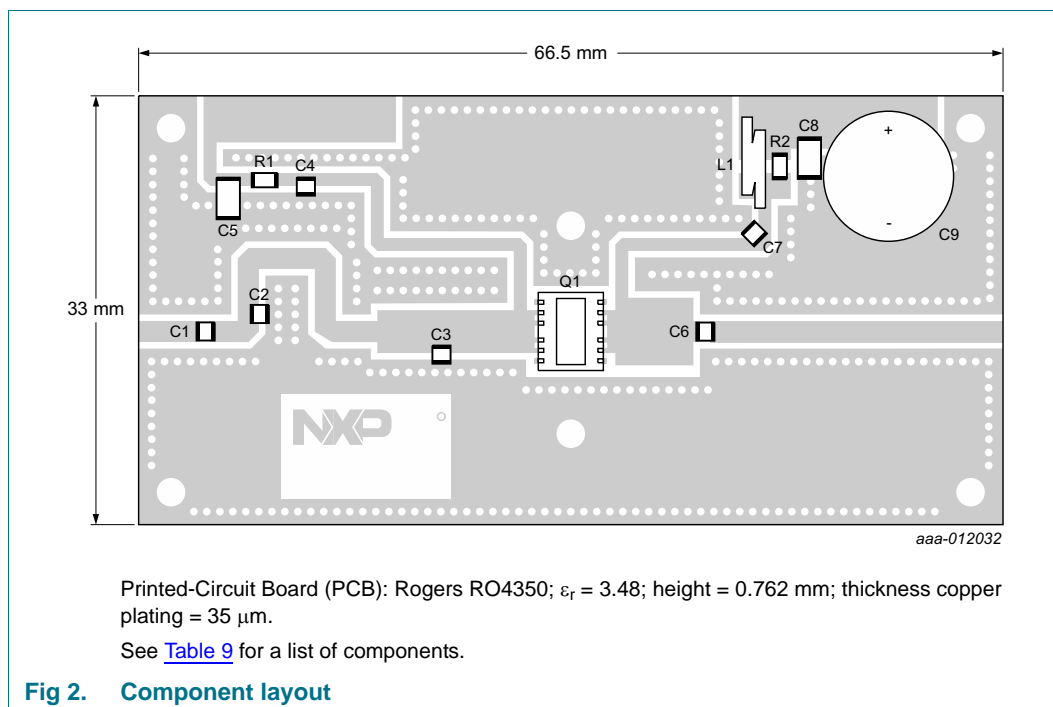 66.5 mm
C8
+
R1
C4
L1
R2
C5
-
C9
C7
Q1
33 mm
C2
C1
C6
C3
NXP
aaa-012032
Printed-Circuit Board (PCB): Rogers RO4350; εr = 3.48; height = 0.762 mm; thickness copper
plating = 35 μm.
See Table 9 for a list of components.
Fig 2. Component layout